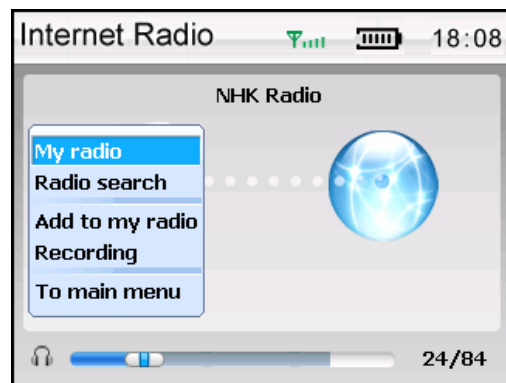 Internet Radio 18:08
NHK Radio
My radio
Radio search
Add to my radio
Recording
To main menu
24/84